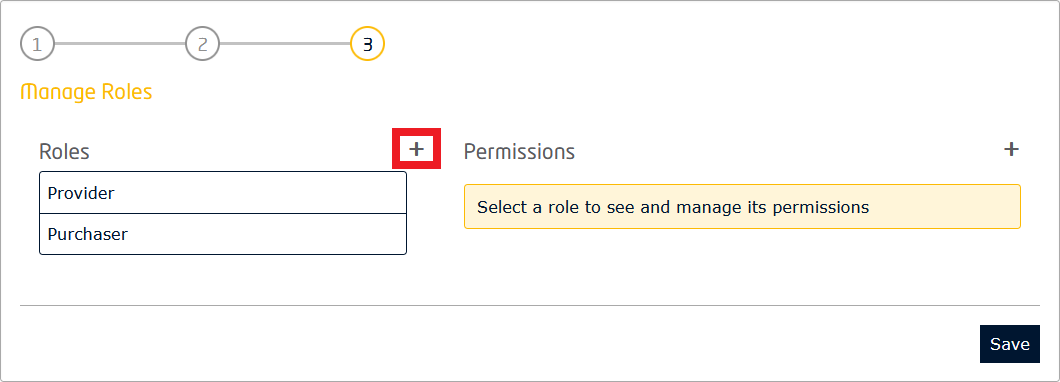 1 2 3
Manage Roles
Roles + Permissions +
Provider
Select a role to see and manage its permissions
Purchaser
Save